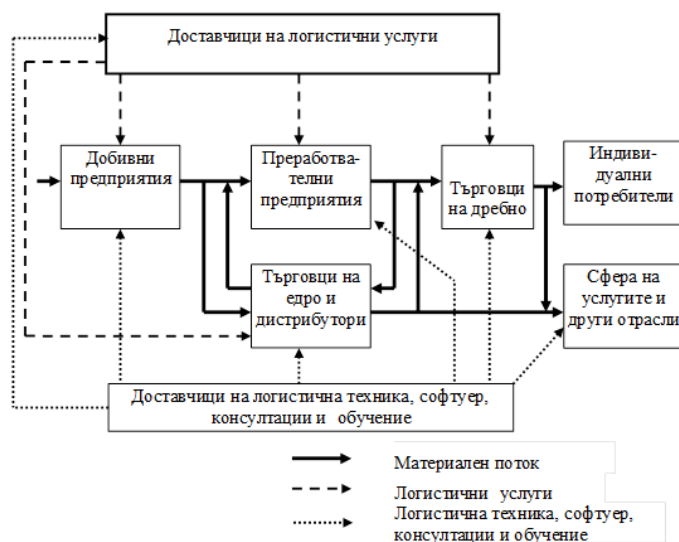 Доставчици на логистични услуги
Добивни
предприятия
Преработва-
телни
предприятия
Търговци
на дребно
Индиви-
дуални
потребители
Търговци на
едро и
дистрибутори
Сфера на
услугите и
други отрасли
Доставчици на логистична техника, софтуер,
консултации и обучение
Материален поток
Логистични услуги
Логистична техника, софтуер,
консултации и обучение